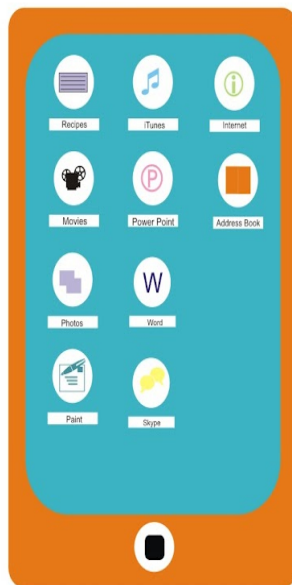 Recipes
iTunes
Internet
Movies
P
Power Point
Address Book
W
Photos
Word
Paint
Skype